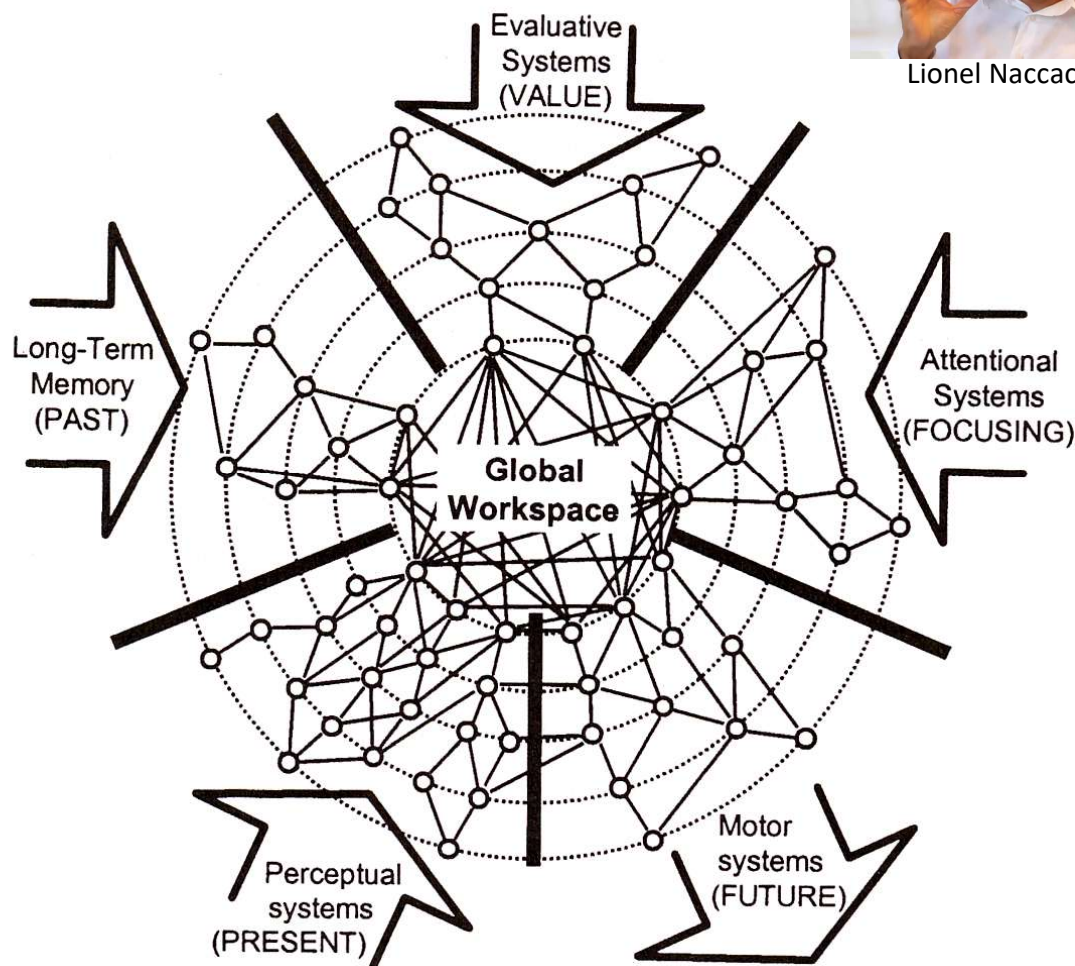 Evaluative
Systems
(VALUE)
Lionel Naccac
Long-Term
Memory
(PAST)
Attentional
Systems
(FOCUSING)
Global
Workspace
Perceptual
systems
(PRESENT)
Motor
systems
(FUTURE)